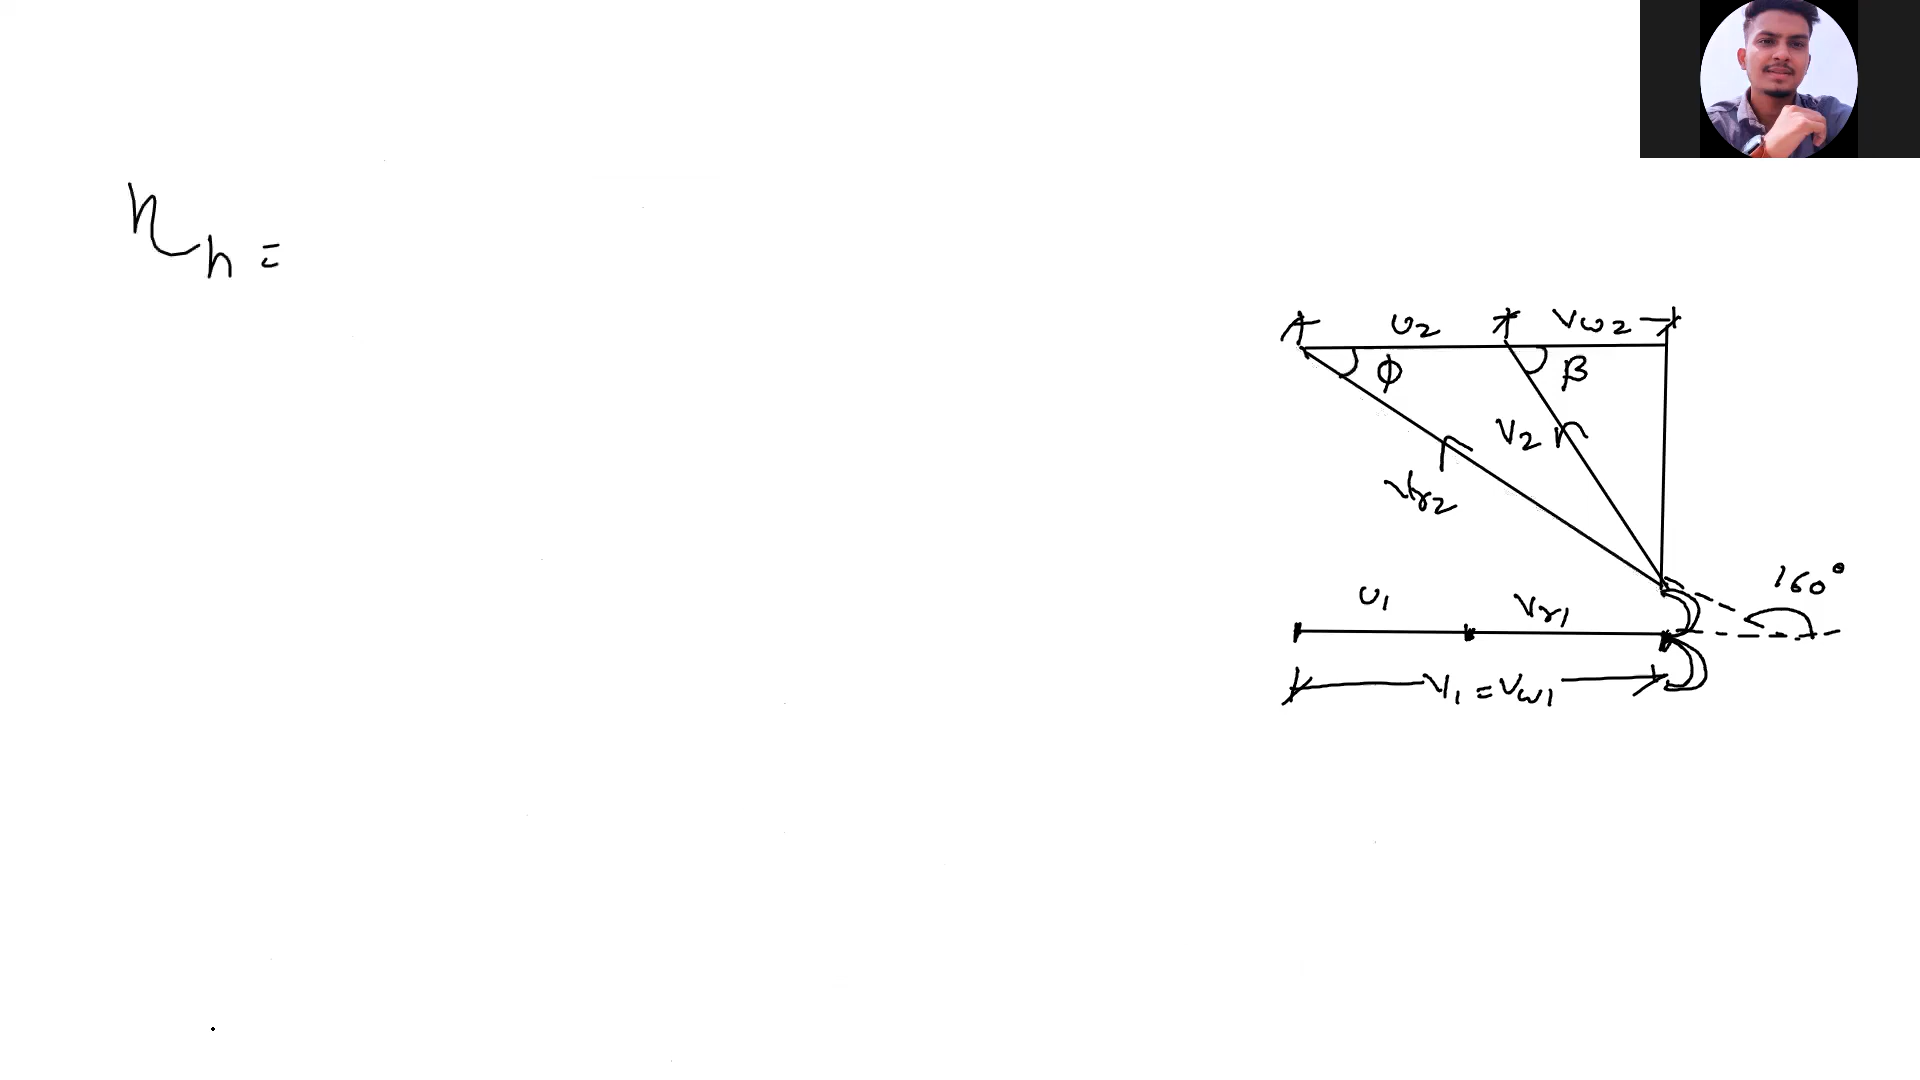 ηh =
u2 Vw2
ϕ β
V2
Vr2
160°
u1 Vr1
V1 = Vw1